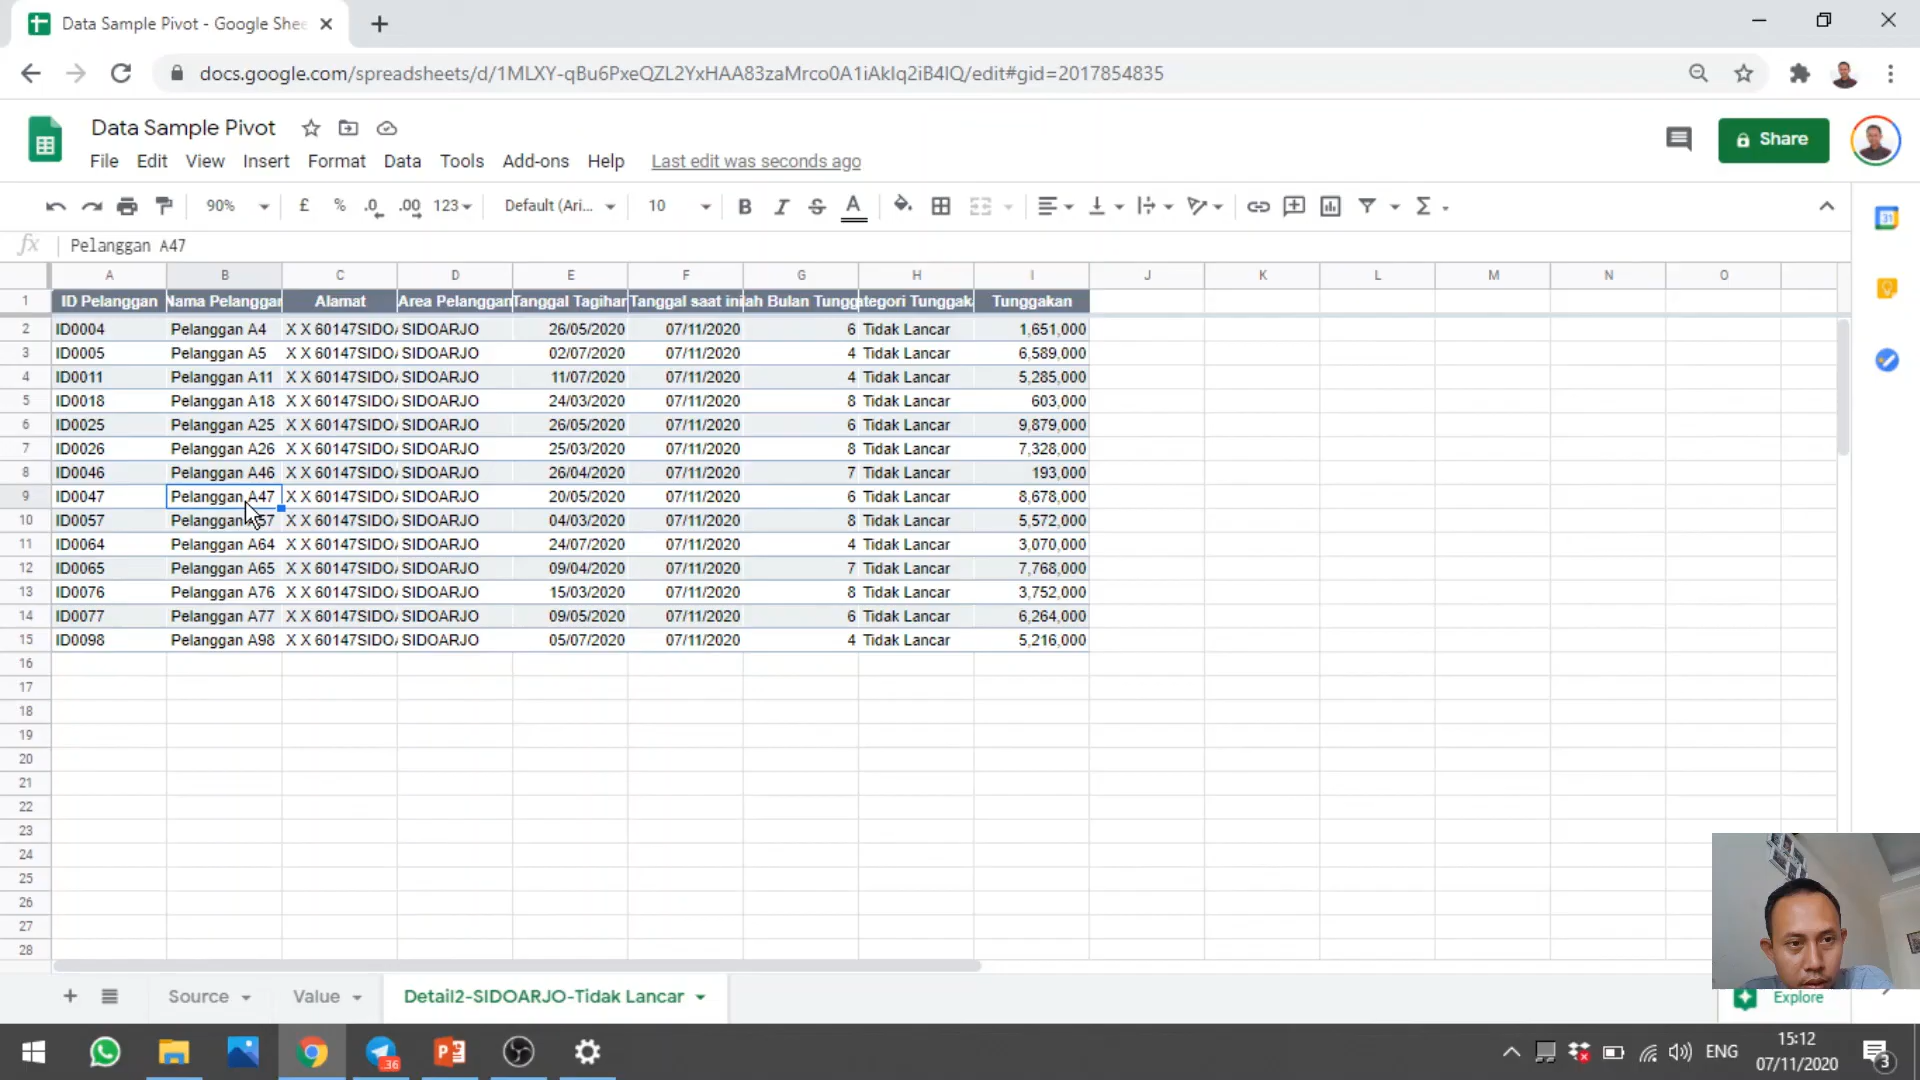 Data Sample Pivot - Google Shee
docs.google.com/spreadsheets/d/1MLXY-qBu6PxeQZL2YxHAA83zaMrco0A1iAkIq2iB4IQ/edit#gid=2017854835
Data Sample Pivot
File Edit View Insert Format Data Tools Add-ons Help Last edit was seconds ago
Share
90% £ % .0 .00 123 Default (Ari... 10 B I S A Σ
31
fx Pelanggan A47
A B C D E F G H I J K L M N O
1 ID Pelanggan Nama Pelanggan Alamat Area Pelanggan Tanggal Tagihan Tanggal saat ini ah Bulan Tungg ategori Tunggak Tunggakan
2 ID0004 Pelanggan A4 X X 60147SIDO SIDOARJO 26/05/2020 07/11/2020 6 Tidak Lancar 1,651,000
3 ID0005 Pelanggan A5 X X 60147SIDO SIDOARJO 02/07/2020 07/11/2020 4 Tidak Lancar 6,589,000
4 ID0011 Pelanggan A11 X X 60147SIDO SIDOARJO 11/07/2020 07/11/2020 4 Tidak Lancar 5,285,000
5 ID0018 Pelanggan A18 X X 60147SIDO SIDOARJO 24/03/2020 07/11/2020 8 Tidak Lancar 603,000
6 ID0025 Pelanggan A25 X X 60147SIDO SIDOARJO 26/05/2020 07/11/2020 6 Tidak Lancar 9,879,000
7 ID0026 Pelanggan A26 X X 60147SIDO SIDOARJO 25/03/2020 07/11/2020 8 Tidak Lancar 7,328,000
8 ID0046 Pelanggan A46 X X 60147SIDO SIDOARJO 26/04/2020 07/11/2020 7 Tidak Lancar 193,000
9 ID0047 Pelanggan A47 X X 60147SIDO SIDOARJO 20/05/2020 07/11/2020 6 Tidak Lancar 8,678,000
10 ID0057 Pelanggan A57 X X 60147SIDO SIDOARJO 04/03/2020 07/11/2020 8 Tidak Lancar 5,572,000
11 ID0064 Pelanggan A64 X X 60147SIDO SIDOARJO 24/07/2020 07/11/2020 4 Tidak Lancar 3,070,000
12 ID0065 Pelanggan A65 X X 60147SIDO SIDOARJO 09/04/2020 07/11/2020 7 Tidak Lancar 7,768,000
13 ID0076 Pelanggan A76 X X 60147SIDO SIDOARJO 15/03/2020 07/11/2020 8 Tidak Lancar 3,752,000
14 ID0077 Pelanggan A77 X X 60147SIDO SIDOARJO 09/05/2020 07/11/2020 6 Tidak Lancar 6,264,000
15 ID0098 Pelanggan A98 X X 60147SIDO SIDOARJO 05/07/2020 07/11/2020 4 Tidak Lancar 5,216,000
16
17
18
19
20
21
22
23
24
25
26
27
28
Source Value Detail2-SIDOARJO-Tidak Lancar Explore
36 ENG 15:12
07/11/2020 3